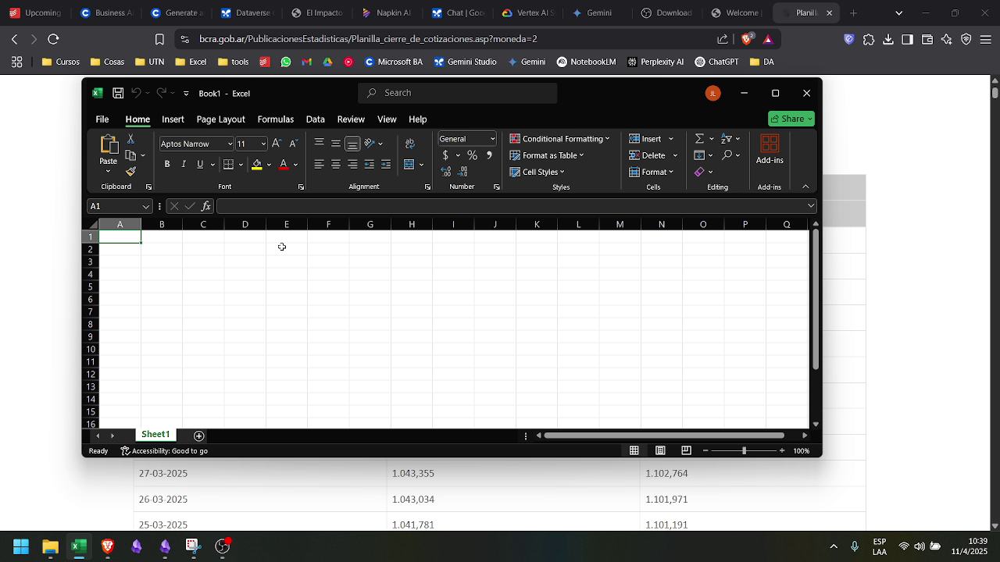 Upcoming
Business A
Generate a
Dataverse
El Impacto
Napkin AI
Chat | Goo
Vertex AI S
Gemini
Download
Welcome
Planilla
bcra.gob.ar/PublicacionesEstadisticas/Planilla_cierre_de_cotizaciones.asp?moneda=2
2
Cursos
Cosas
UTN
Excel
tools
Microsoft BA
Gemini Studio
Gemini
NotebookLM
Perplexity AI
ChatGPT
DA
Book1 - Excel
Search
JL
File
Home
Insert
Page Layout
Formulas
Data
Review
View
Help
Share
Paste
Clipboard
Aptos Narrow
11
B I U
Font
Alignment
General
Number
Conditional Formatting
Format as Table
Cell Styles
Styles
Insert
Delete
Format
Cells
Editing
Add-ins
Add-ins
A1
fx
A B C D E F G H I J K L M N O P Q
1
2
3
4
5
6
7
8
9
10
11
12
13
14
15
16
Sheet1
Ready
Accessibility: Good to go
100%
27-03-2025 1.043,355 1.102,764
26-03-2025 1.043,034 1.101,971
25-03-2025 1.041,781 1.101,191
ESP
LAA
10:39
11/4/2025